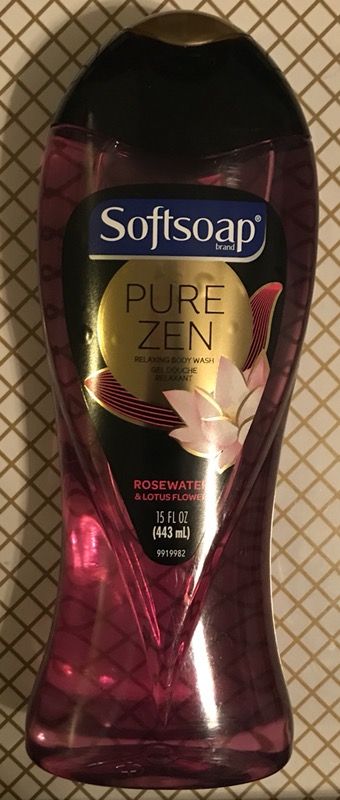 Softsoap®
brand
PURE
ZEN
RELAXING BODY WASH
GEL DOUCHE
RELAXANT
ROSEWATER
& LOTUS FLOWER
15 FL OZ
(443 mL)
9919982